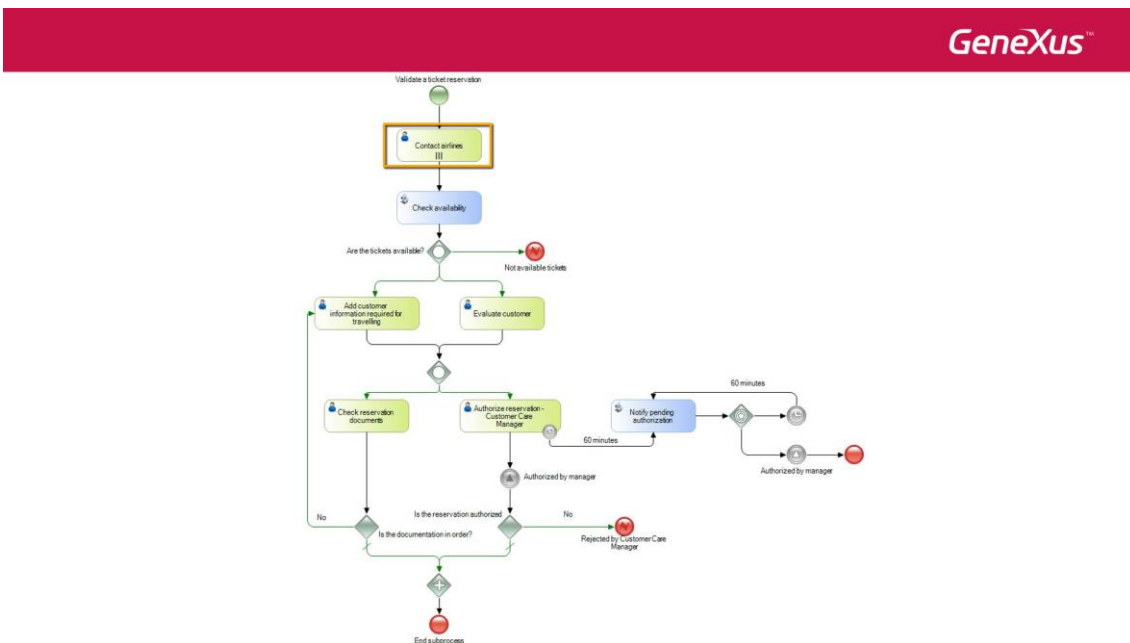 GeneXus™
Validate a ticket reservation
Contact airlines
Check availability
Are the tickets available?
Not available tickets
Add customer
information required for
travelling
Evaluate customer
60 minutes
Check reservation
documents
Authorize reservation -
Customer Care
Manager
Notify pending
authorization
60 minutes
Authorized by manager
Authorized by manager
Is the reservation authorized
No
No
Is the documentation in order?
Rejected by Customer Care
Manager
End subprocess